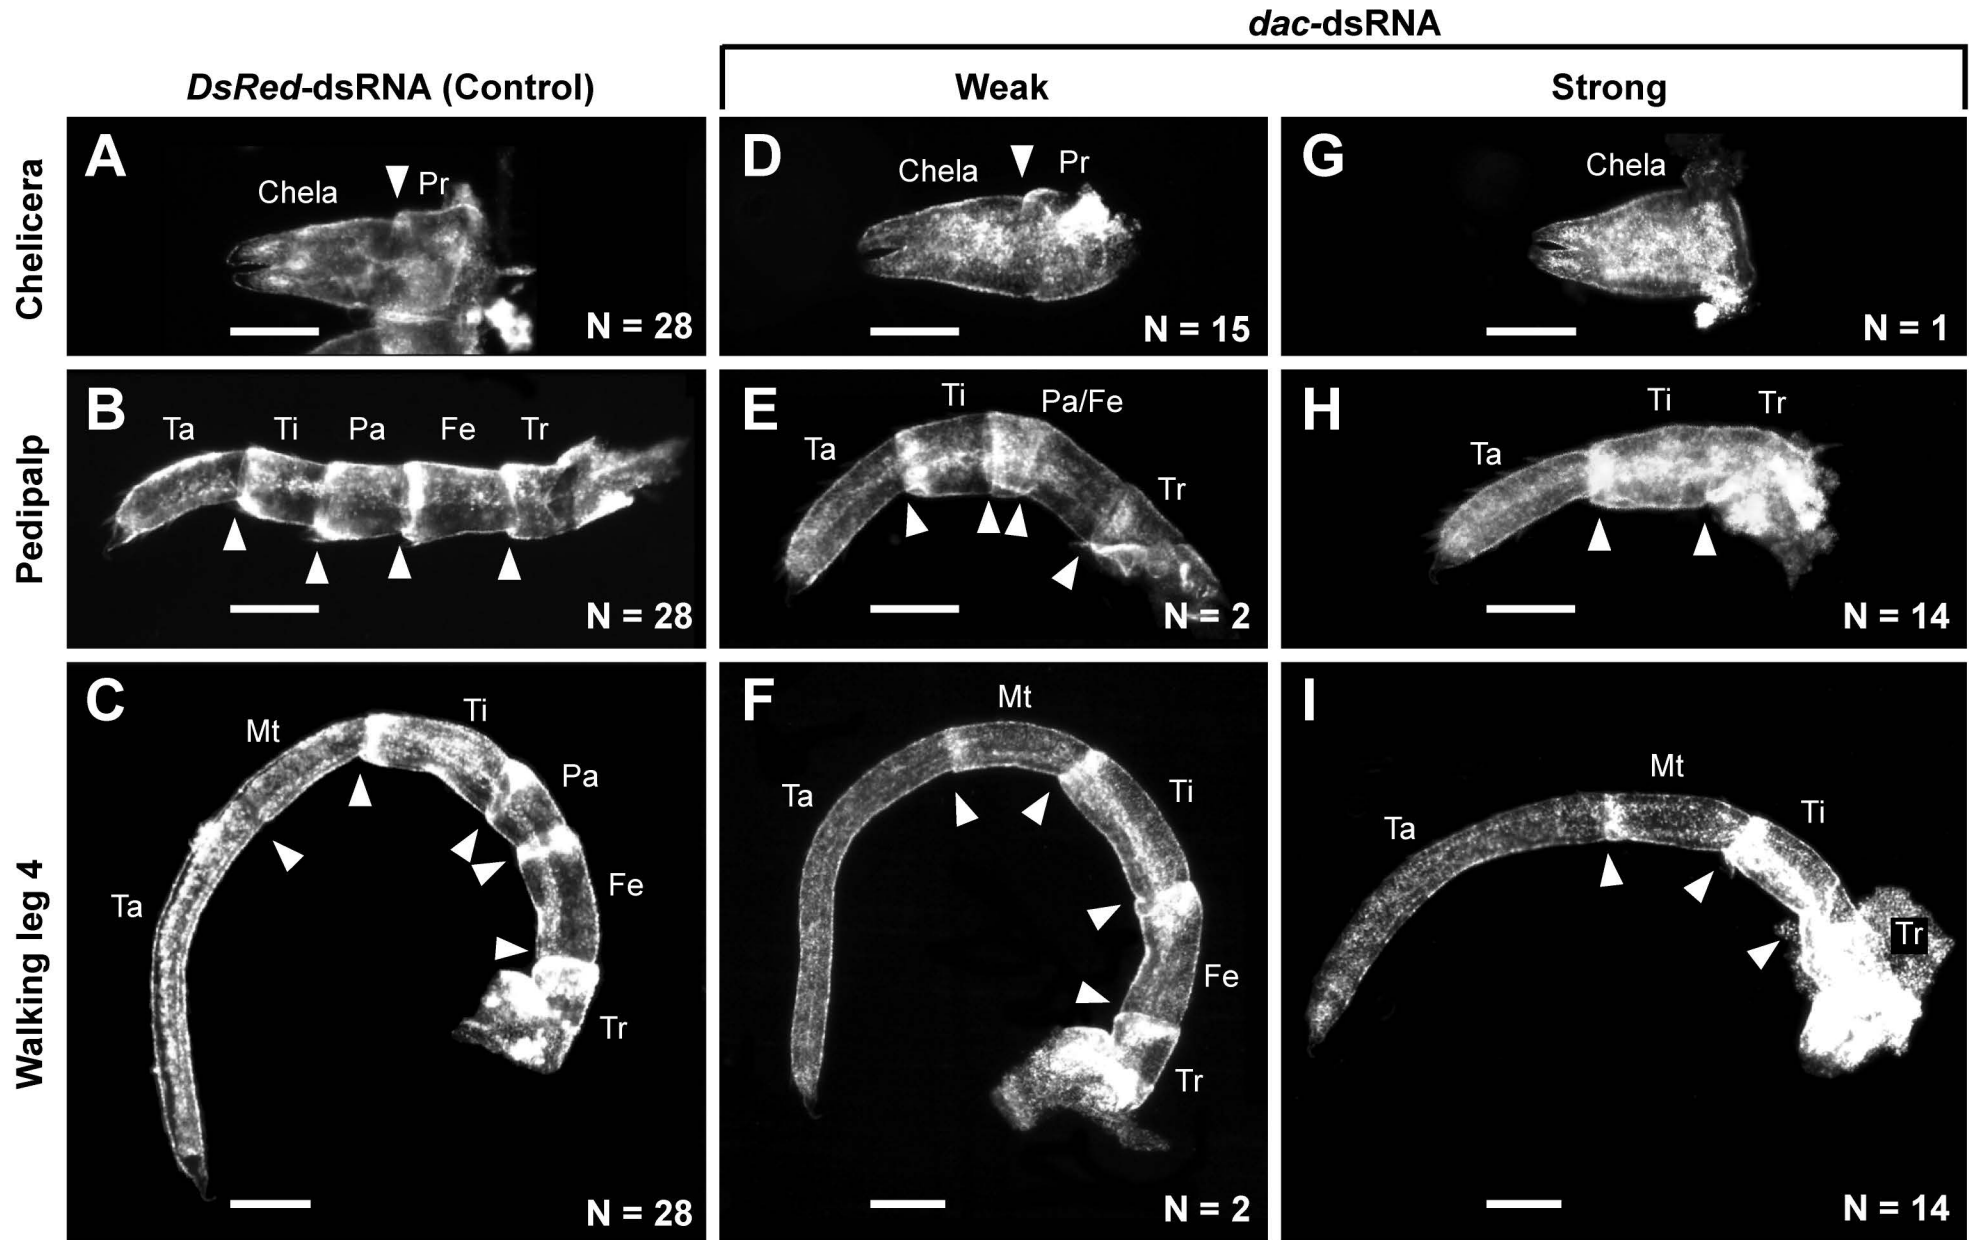 dac-dsRNA
DsRed-dsRNA (Control)
Weak
Strong
Chelicera
A
Chela
Pr
N = 28
D
Chela
Pr
N = 15
G
Chela
N = 1
Pedipalp
B
Ta
Ti
Pa
Fe
Tr
N = 28
E
Ta
Ti
Pa/Fe
Tr
N = 2
H
Ta
Ti
Tr
N = 14
Walking leg 4
C
Ta
Mt
Ti
Pa
Fe
Tr
N = 28
F
Ta
Mt
Ti
Fe
Tr
N = 2
I
Ta
Mt
Ti
Tr
N = 14